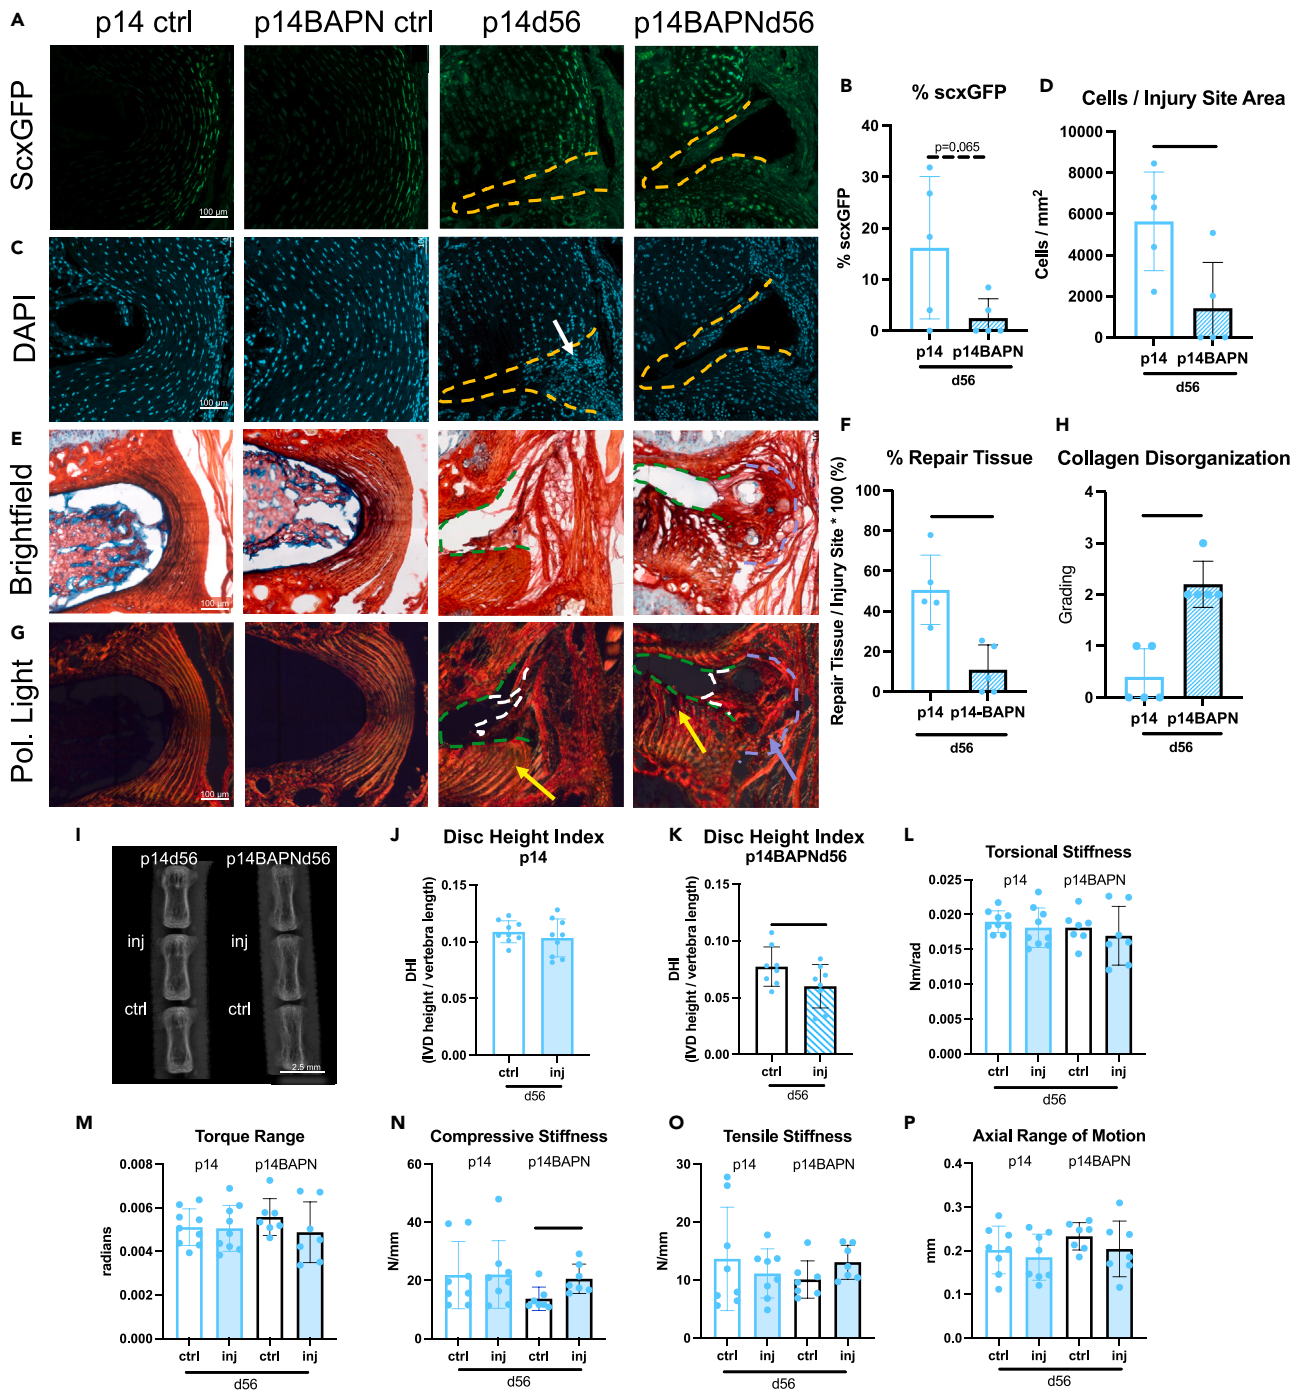 A
p14 ctrl
p14BAPN ctrl
p14d56
p14BAPNd56
ScxGFP
100 µm
C
DAPI
100 µm
E
Brightfield
100 µm
G
Pol. Light
100 µm
B
% scxGFP
% scxGFP
40
30
20
10
0
p=0.065
p14 p14BAPN
d56
D
Cells / Injury Site Area
Cells / mm²
10000
8000
6000
4000
2000
0
p14 p14BAPN
d56
F
% Repair Tissue
Repair Tissue / Injury Site * 100 (%)
100
80
60
40
20
0
p14 p14-BAPN
d56
H
Collagen Disorganization
Grading
4
3
2
1
0
p14 p14BAPN
d56
I
p14d56 p14BAPNd56
inj inj
ctrl ctrl
2.5 mm
J
Disc Height Index
p14
DHI
(IVD height / vertebra length)
0.15
0.10
0.05
0.00
ctrl inj
d56
K
Disc Height Index
p14BAPNd56
DHI
(IVD height / vertebra length)
0.15
0.10
0.05
0.00
ctrl inj
d56
L
Torsional Stiffness
p14 p14BAPN
Nm/rad
0.025
0.020
0.015
0.010
0.005
0.000
ctrl inj ctrl inj
d56
M
Torque Range
p14 p14BAPN
radians
0.008
0.006
0.004
0.002
0.000
ctrl inj ctrl inj
d56
N
Compressive Stiffness
p14 p14BAPN
N/mm
60
40
20
0
ctrl inj ctrl inj
d56
O
Tensile Stiffness
p14 p14BAPN
N/mm
30
20
10
0
ctrl inj ctrl inj
d56
P
Axial Range of Motion
p14 p14BAPN
mm
0.4
0.3
0.2
0.1
0.0
ctrl inj ctrl inj
d56